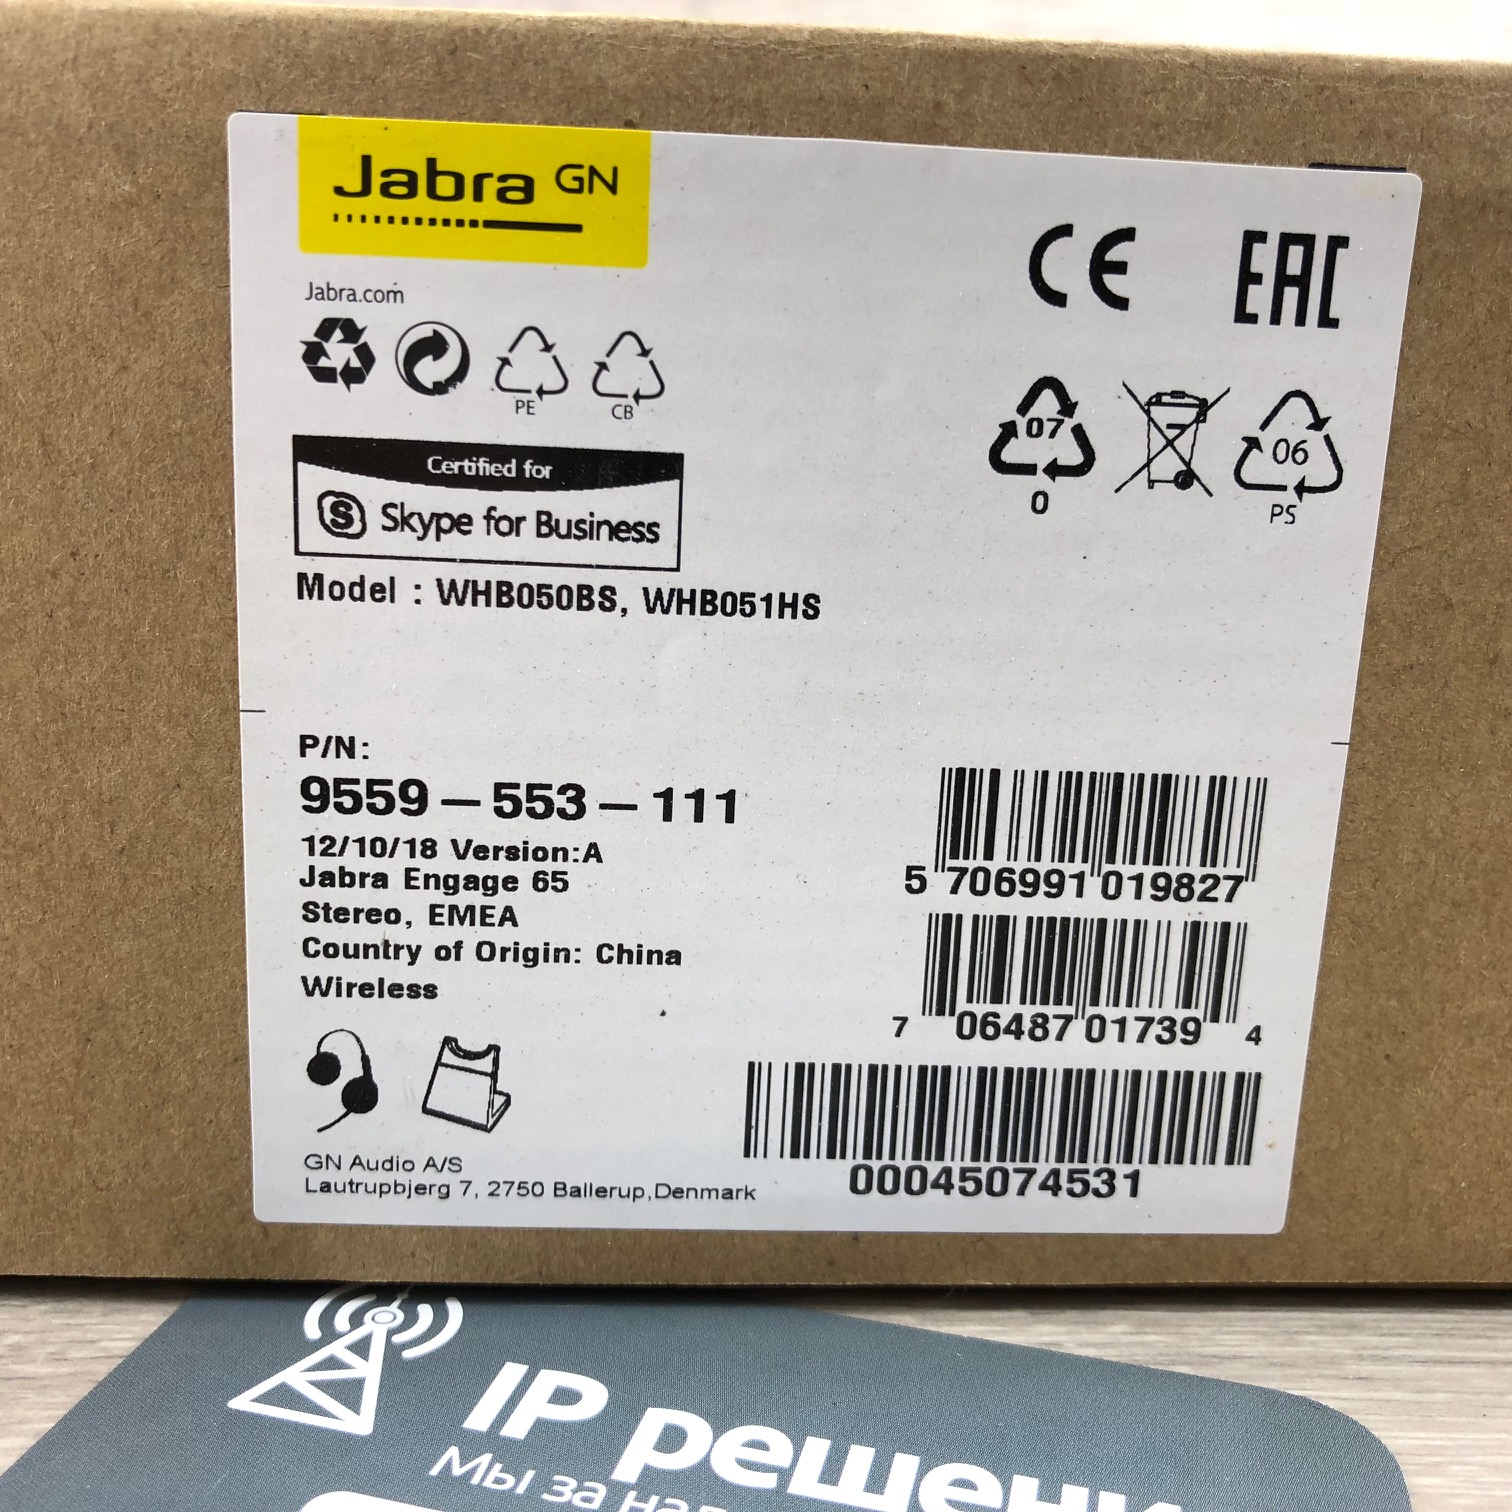 Jabra GN
Jabra.com
CE EAC
PE CB
07
0
06
PS
Certified for
Skype for Business
Model : WHB050BS, WHB051HS
P/N:
9559 – 553 – 111
12/10/18 Version:A
Jabra Engage 65
Stereo, EMEA
Country of Origin: China
Wireless
5 706991 019827
7 06487 01739 4
00045074531
GN Audio A/S
Lautrupbjerg 7, 2750 Ballerup,Denmark
IP решени
Мы за